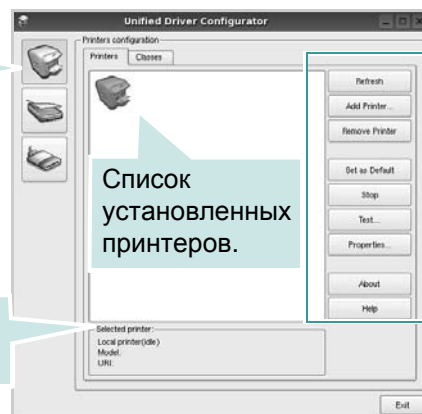 Unified Driver Configurator
Printers configuration
Printers
Classes
Refresh
Add Printer...
Remove Printer
Set as Default
Stop
Test...
Properties...
About
Help
Список
установленных
принтеров.
Selected printer:
Local printer(idle)
Model:
URI:
Exit